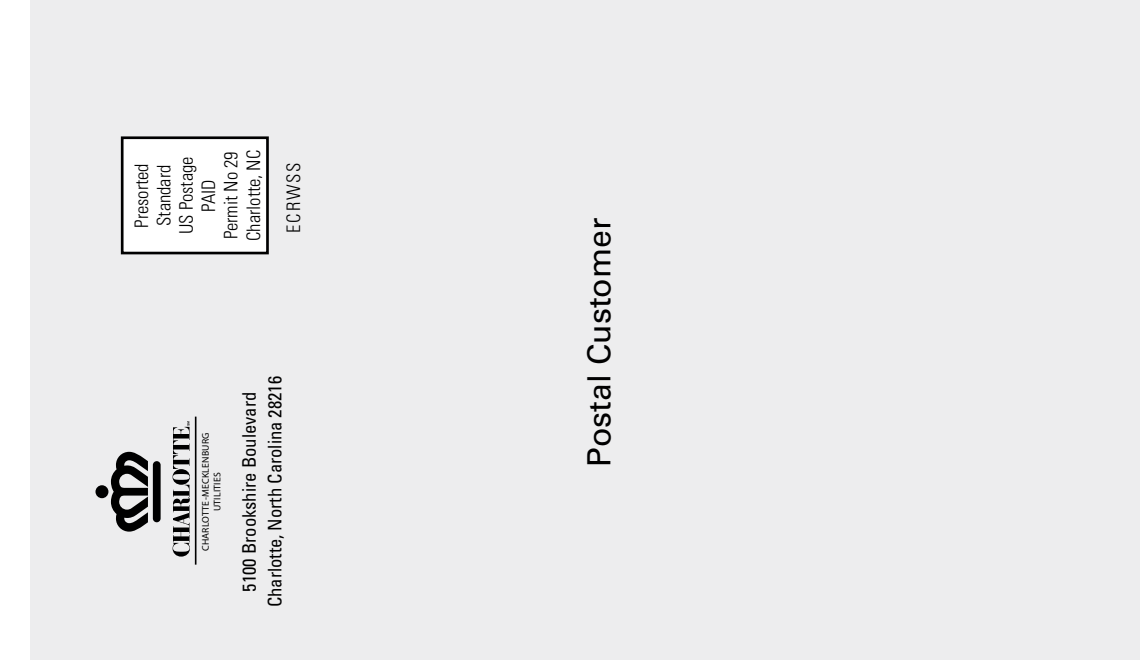 CHARLOTTE™
CHARLOTTE-MECKLENBURG
UTILITIES
5100 Brookshire Boulevard
Charlotte, North Carolina 28216
Presorted
Standard
US Postage
PAID
Permit No 29
Charlotte, NC
ECRWSS
Postal Customer